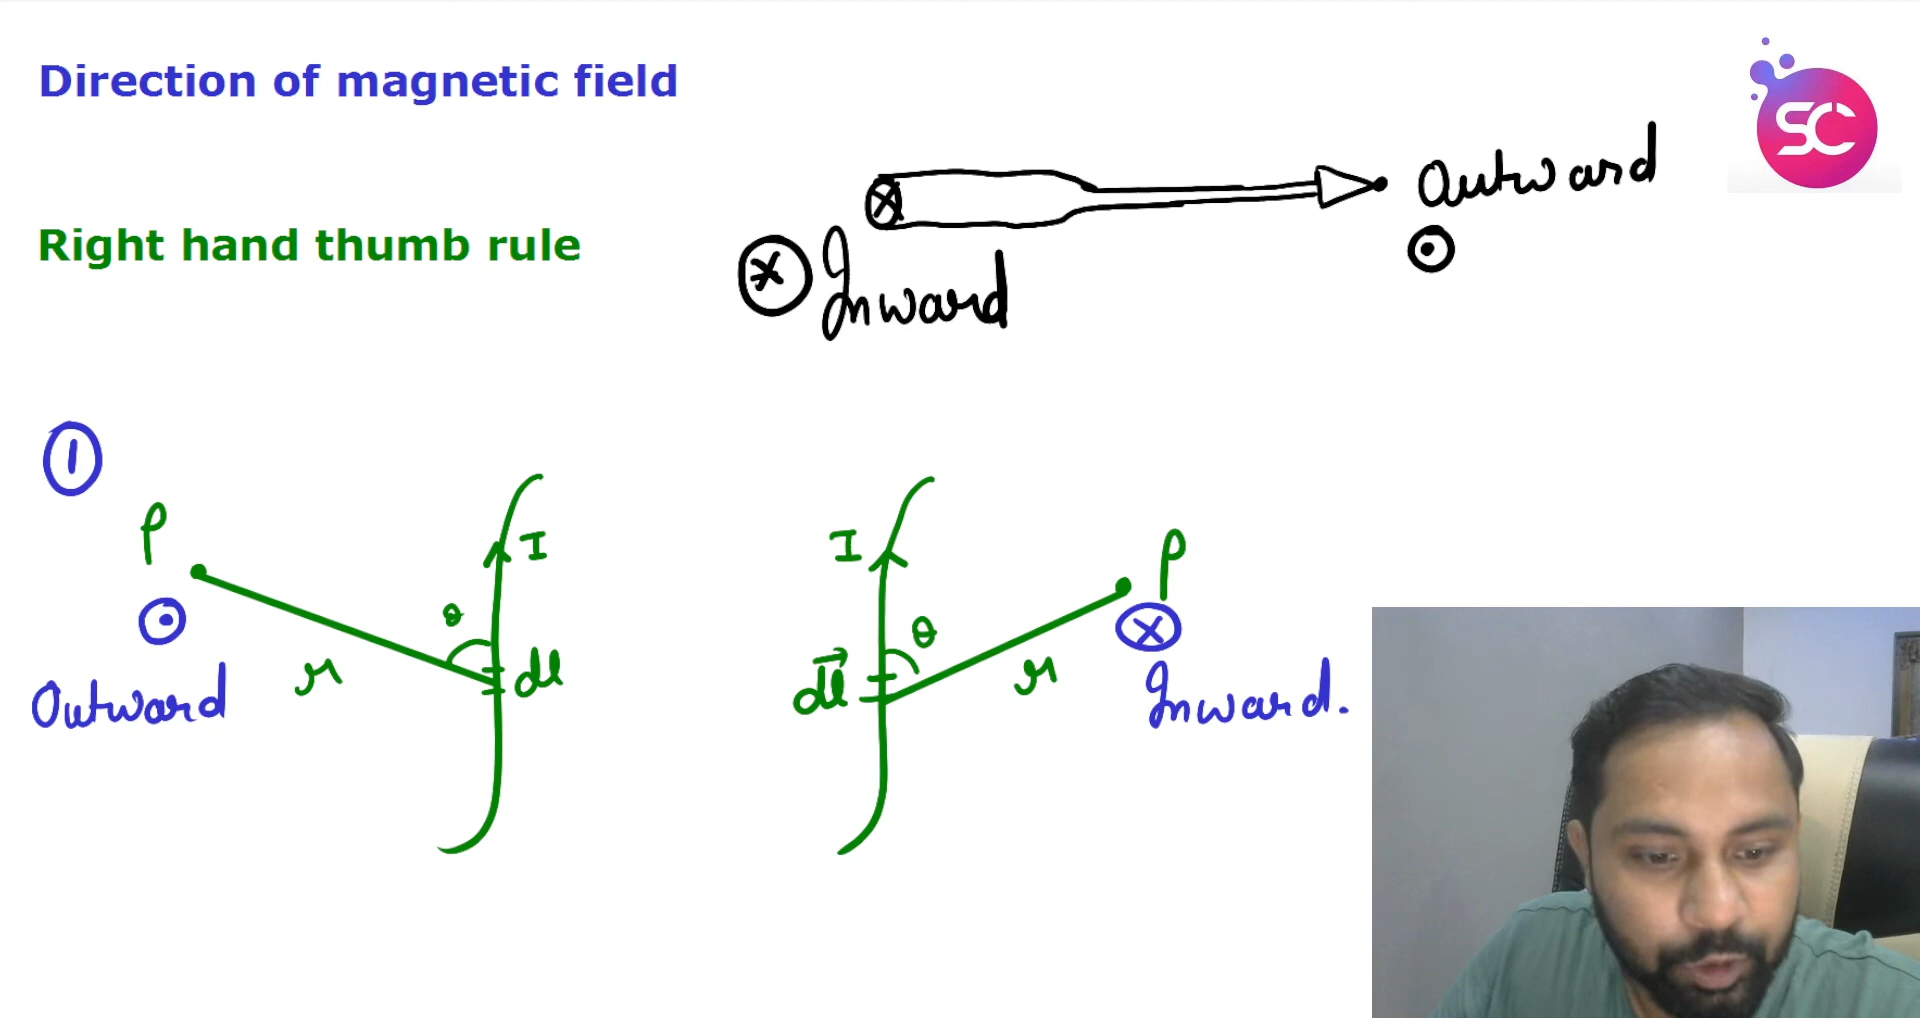 Direction of magnetic field
SC
Outward
Right hand thumb rule
Inward
1
P
I
I
P
θ
θ
Outward
r
dl
dl
r
Inward.